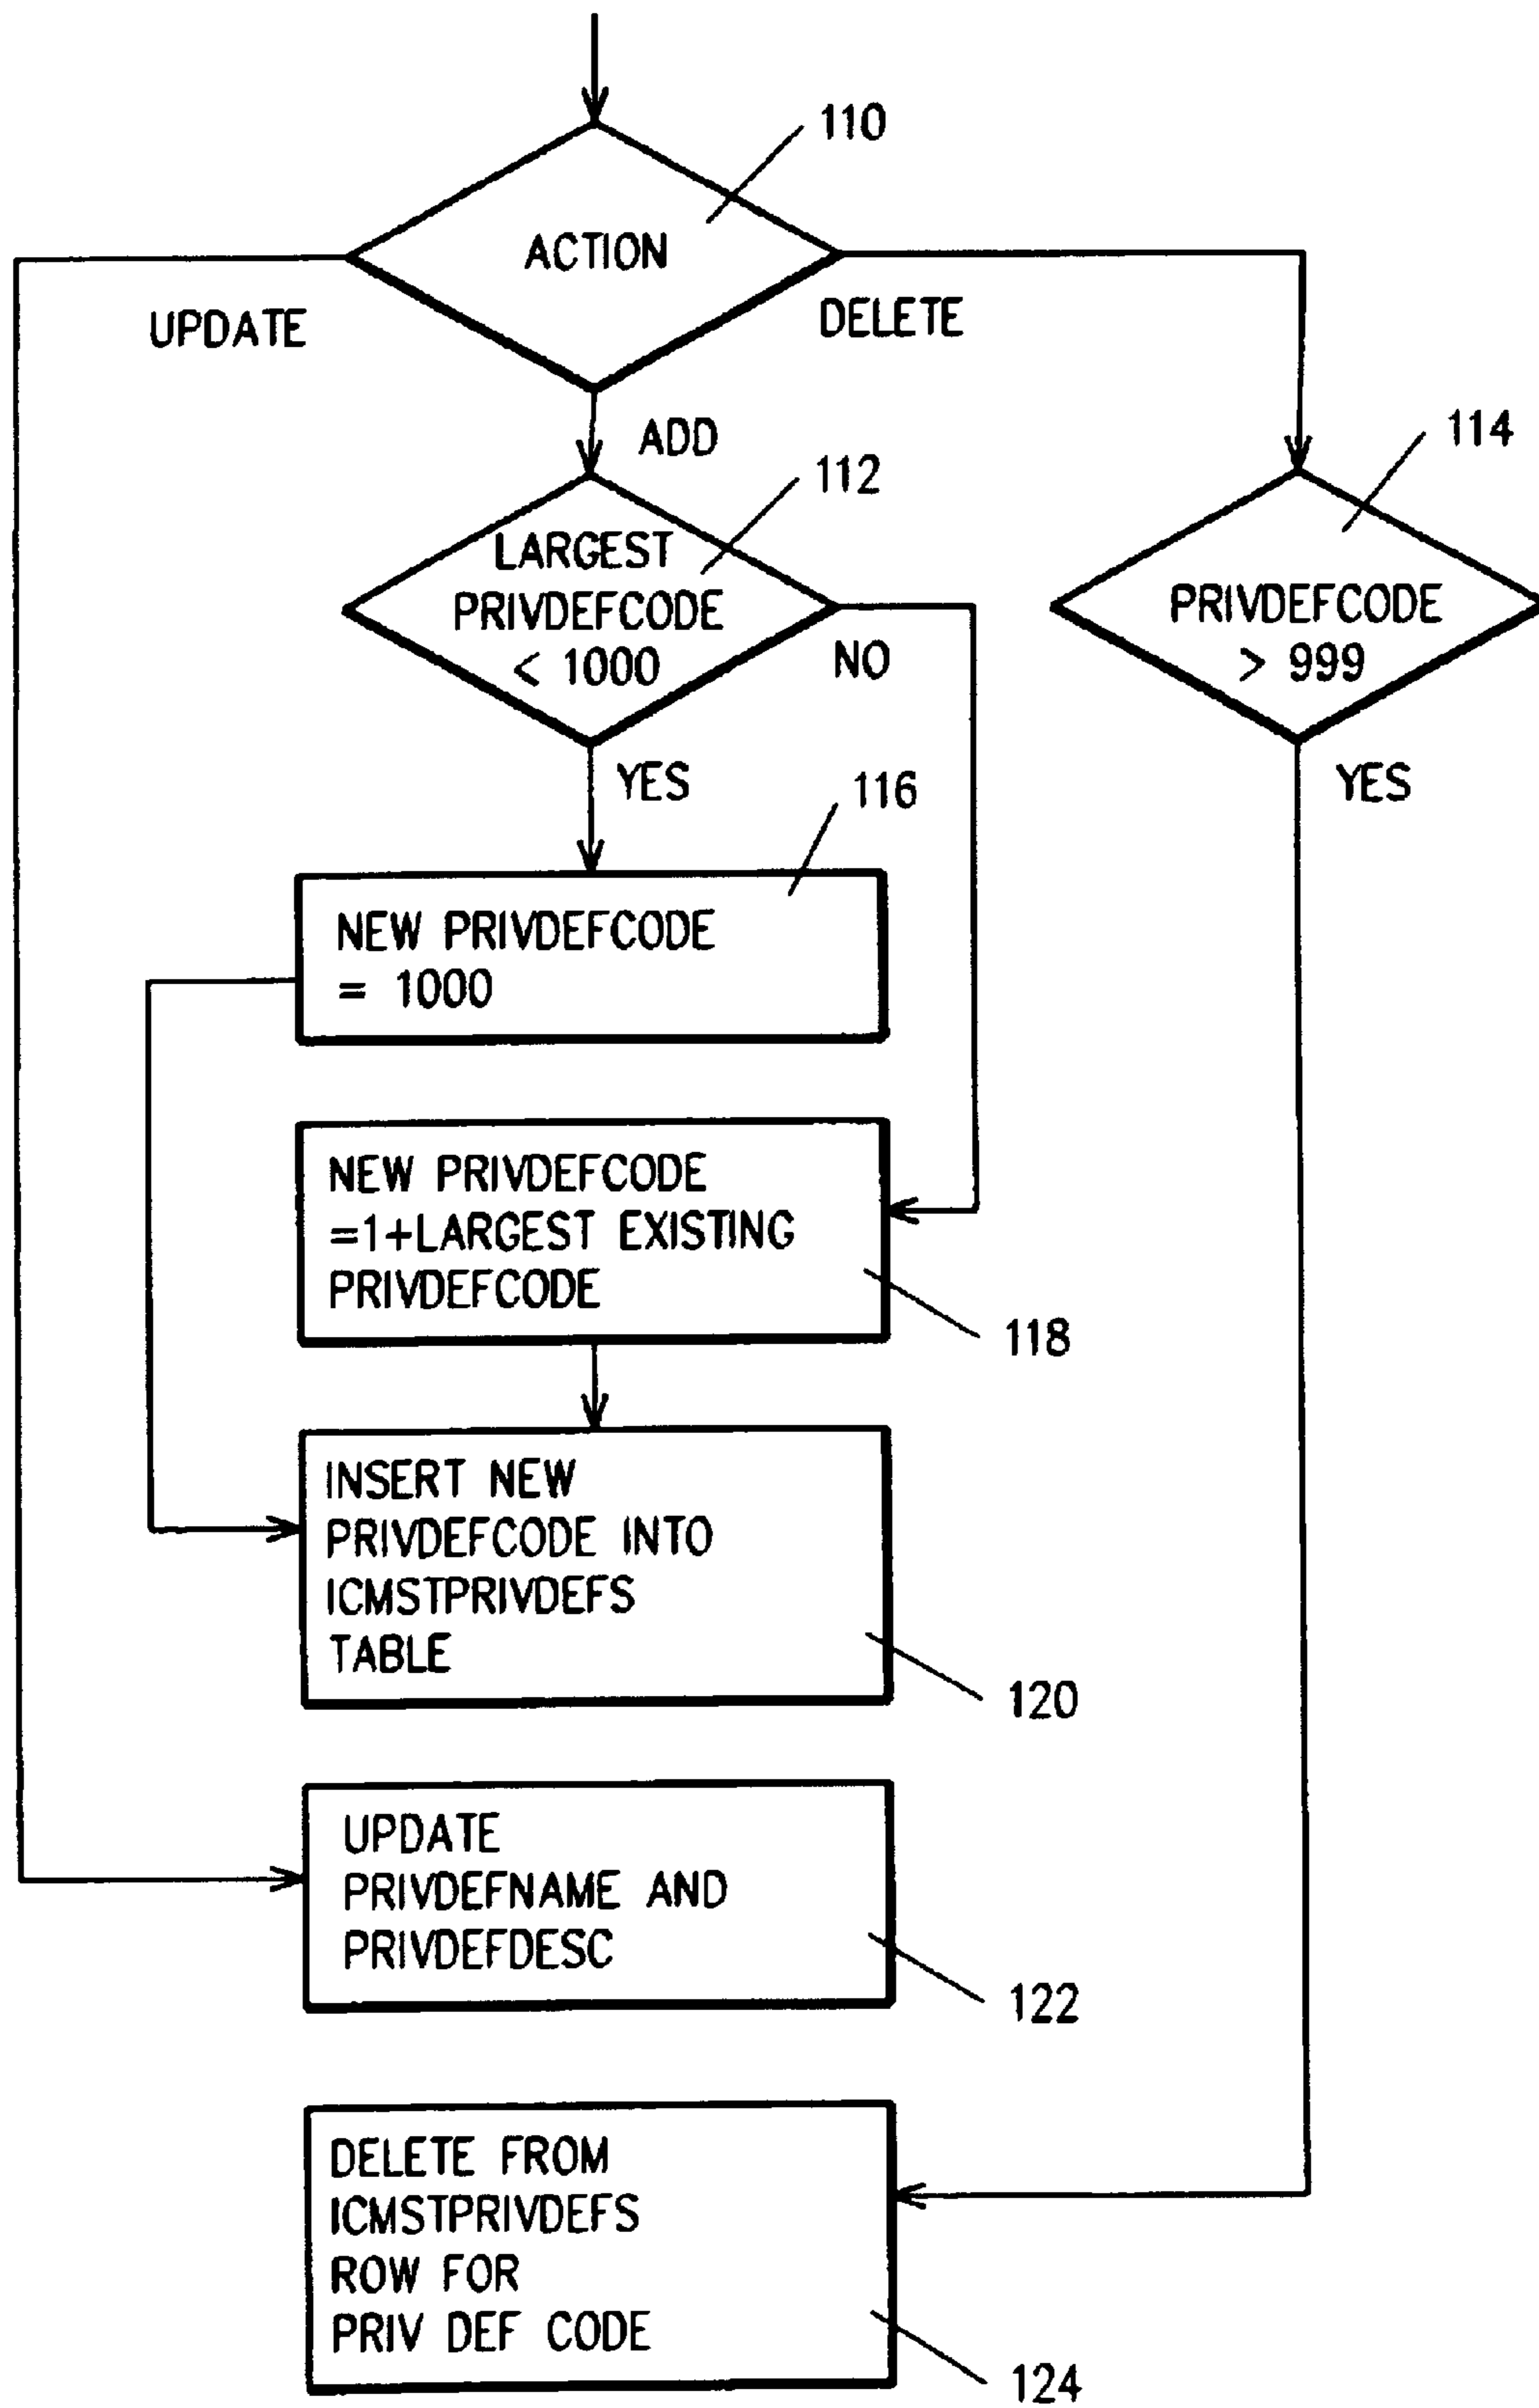 110
ACTION
UPDATE
DELETE
ADD
112
114
LARGEST
PRIVDEFCODE
< 1000
NO
PRIVDEFCODE
> 999
YES
YES
116
NEW PRIVDEFCODE
= 1000
NEW PRIVDEFCODE
=1+LARGEST EXISTING
PRIVDEFCODE
118
INSERT NEW
PRIVDEFCODE INTO
ICMSTPRIVDEFS
TABLE
120
UPDATE
PRIVDEFNAME AND
PRIVDEFDESC
122
DELETE FROM
ICMSTPRIVDEFS
ROW FOR
PRIV DEF CODE
124